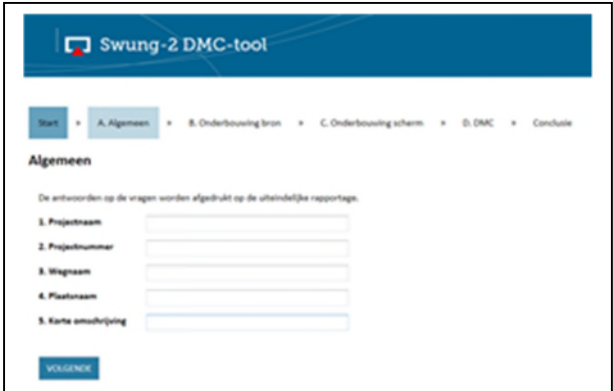 Swung-2 DMC-tool
Start » A. Algemeen » B. Onderbouwing bron » C. Onderbouwing scherm » D. DMC » Conclusie
Algemeen
De antwoorden op de vragen worden afgedrukt op de uiteindelijke rapportage.
1. Projectnaam
2. Projectnummer
3. Wegnaam
4. Plaatsnaam
5. Korte omschrijving
VOLGENDE